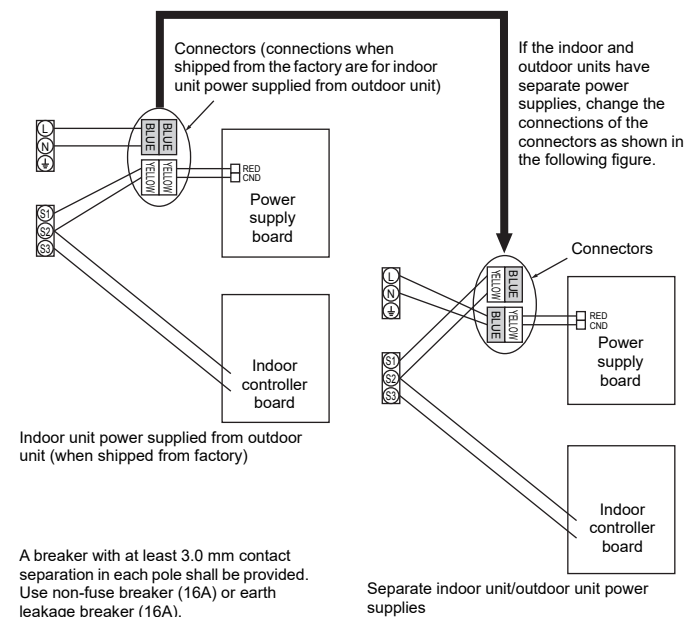 Connectors (connections when
shipped from the factory are for indoor
unit power supplied from outdoor unit)
If the indoor and
outdoor units have
separate power
supplies, change the
connections of the
connectors as shown in
the following figure.
L
N
BLUE
BLUE
YELLOW
YELLOW
RED
CND
Power
supply
board
S1
S2
S3
Indoor
controller
board
Indoor unit power supplied from outdoor
unit (when shipped from factory)
Connectors
L
N
YELLOW
BLUE
BLUE
YELLOW
RED
CND
Power
supply
board
S1
S2
S3
Indoor
controller
board
Separate indoor unit/outdoor unit power
supplies
A breaker with at least 3.0 mm contact
separation in each pole shall be provided.
Use non-fuse breaker (16A) or earth
leakage breaker (16A).